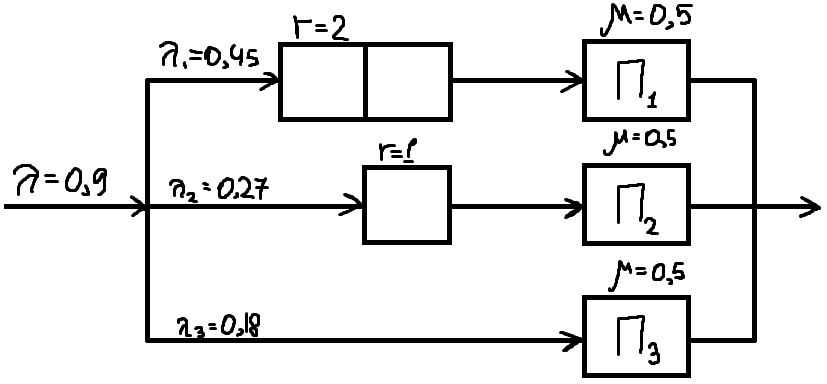 λ=0,9
λ₁=0,45
r=2
μ=0,5
П₁
λ₂=0,27
r=1
μ=0,5
П₂
λ₃=0,18
μ=0,5
П₃